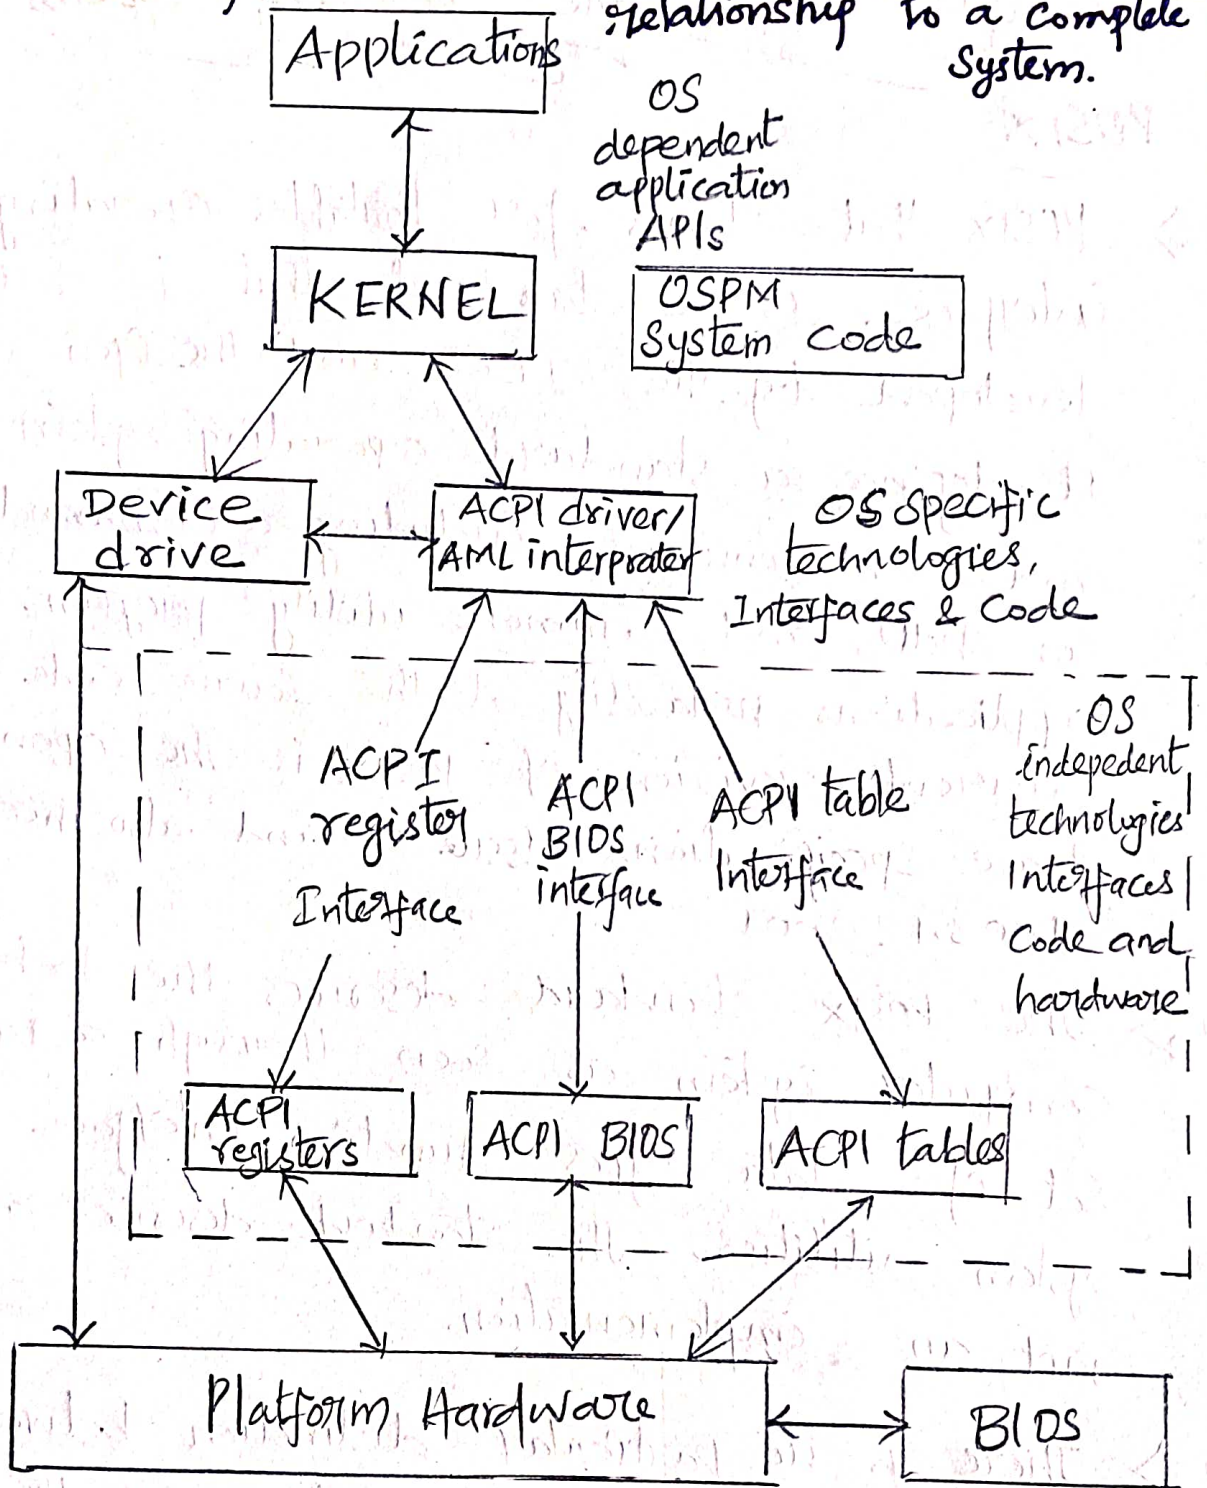 relationship to a complete
System.
Applications
OS
dependent
application
APIs
KERNEL
OSPM
System code
Device
drive
ACPI driver/
AML interprater
OS specific
technologies,
Interfaces & Code
OS
indepedent
technologies
Interfaces
Code and
hardware
ACPI
register
Interface
ACPI
BIOS
interface
ACPI table
Interface
ACPI
registers
ACPI BIOS
ACPI tables
Platform Hardware
BIOS